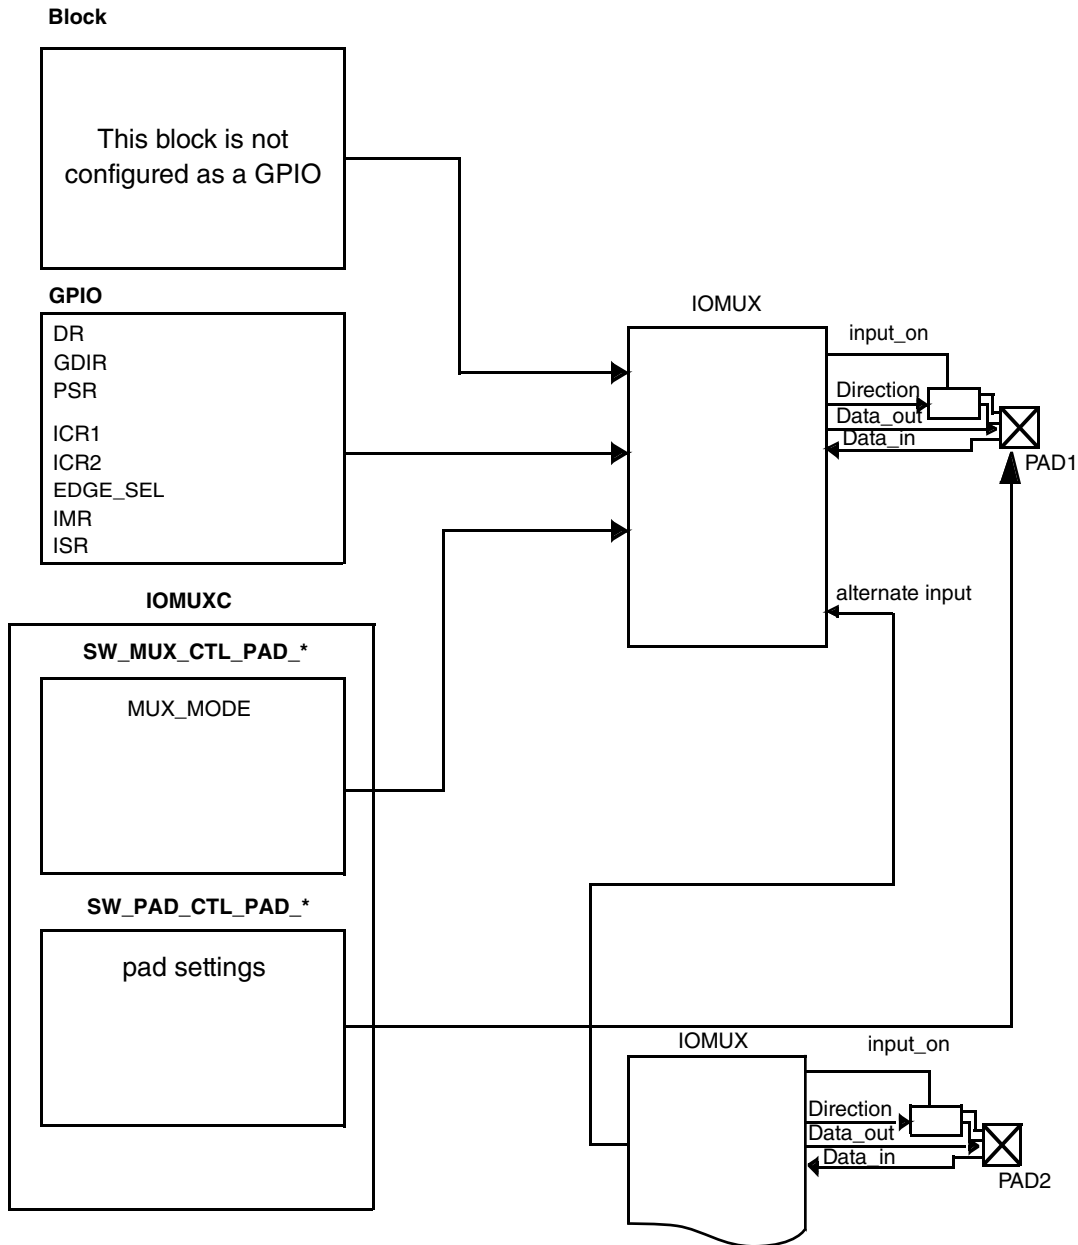 Block
This block is not
configured as a GPIO
GPIO
DR
GDIR
PSR
ICR1
ICR2
EDGE_SEL
IMR
ISR
IOMUX
input_on
Direction
Data_out
Data_in
PAD1
alternate input
IOMUXC
SW_MUX_CTL_PAD_*
MUX_MODE
SW_PAD_CTL_PAD_*
pad settings
IOMUX
input_on
Direction
Data_out
Data_in
PAD2